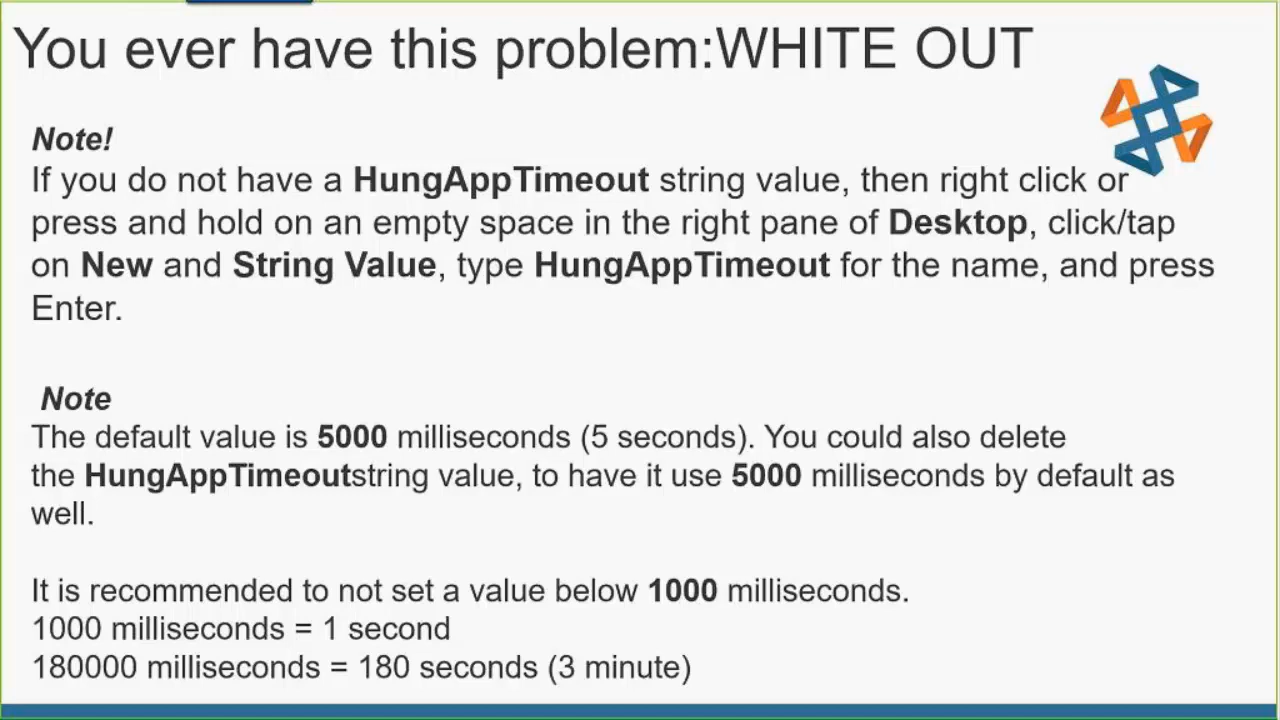 You ever have this problem:WHITE OUT
Note!
If you do not have a HungAppTimeout string value, then right click or
press and hold on an empty space in the right pane of Desktop, click/tap
on New and String Value, type HungAppTimeout for the name, and press
Enter.
Note
The default value is 5000 milliseconds (5 seconds). You could also delete
the HungAppTimeoutstring value, to have it use 5000 milliseconds by default as
well.
It is recommended to not set a value below 1000 milliseconds.
1000 milliseconds = 1 second
180000 milliseconds = 180 seconds (3 minute)